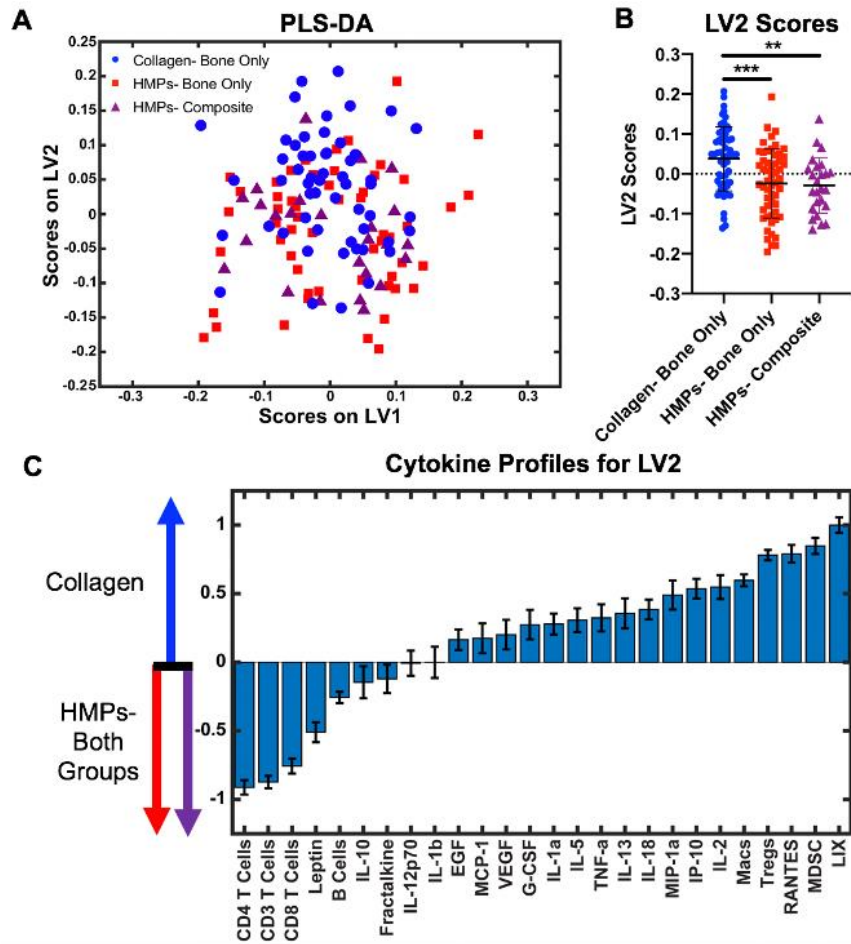 A
PLS-DA
Collagen- Bone Only
HMPs- Bone Only
HMPs- Composite
0.25
0.2
0.15
0.1
0.05
0
-0.05
-0.1
-0.15
-0.2
-0.25
Scores on LV2
-0.3
-0.2
-0.1
0
0.1
0.2
0.3
Scores on LV1
B
LV2 Scores
**
***
0.3
0.2
0.1
0.0
-0.1
-0.2
-0.3
LV2 Scores
Collagen- Bone Only
HMPs- Bone Only
HMPs- Composite
C
Cytokine Profiles for LV2
Collagen
HMPs-
Both
Groups
1
0.5
0
-0.5
-1
CD4 T Cells
CD3 T Cells
CD8 T Cells
Leptin
B Cells
IL-10
Fractalkine
IL-12p70
IL-1b
EGF
MCP-1
VEGF
G-CSF
IL-1a
IL-5
TNF-a
IL-13
IL-18
MIP-1a
IP-10
IL-2
Macs
Tregs
RANTES
MDSC
LIX